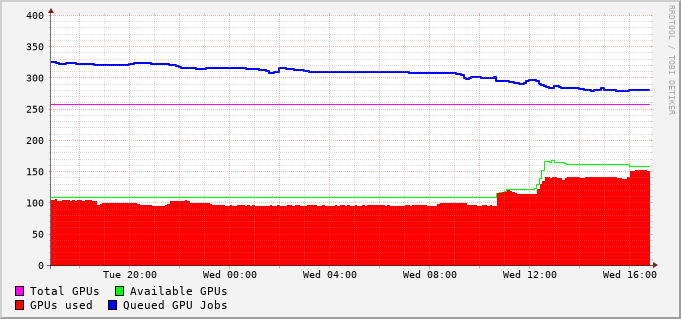 RRDTOOL / TOBI OETIKER
400
350
300
250
200
150
100
50
0
Tue 20:00 Wed 00:00 Wed 04:00 Wed 08:00 Wed 12:00 Wed 16:00
Total GPUs Available GPUs
GPUs used Queued GPU Jobs